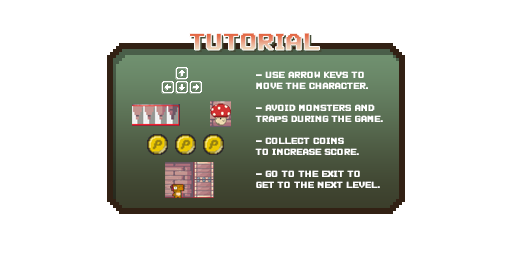 TUTORIAL
- USE ARROW KEYS TO
MOVE THE CHARACTER.
- AVOID MONSTERS AND
TRAPS DURING THE GAME.
P P P
- COLLECT COINS
TO INCREASE SCORE.
- GO TO THE EXIT TO
GET TO THE NEXT LEVEL.